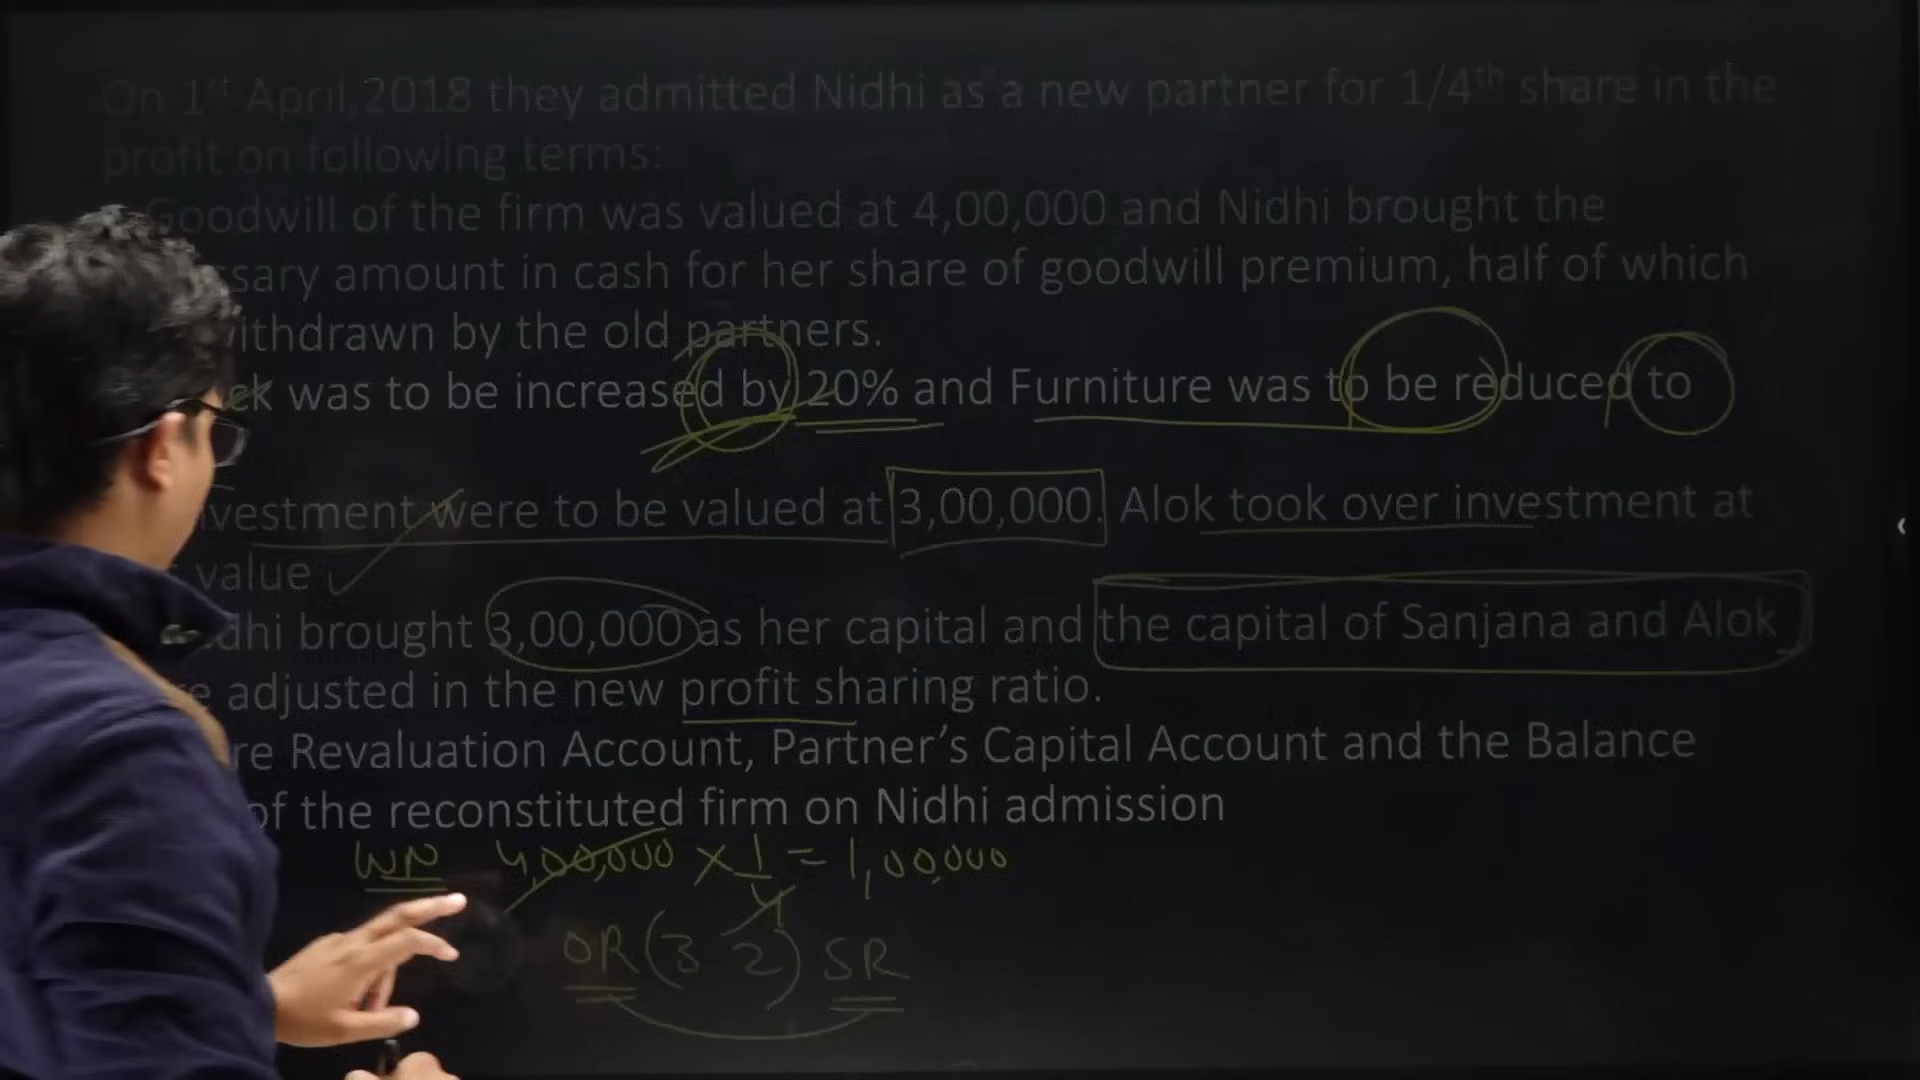 On 1st April,2018 they admitted Nidhi as a new partner for 1/4th share in the
profit on following terms:
Goodwill of the firm was valued at 4,00,000 and Nidhi brought the
ssary amount in cash for her share of goodwill premium, half of which
ithdrawn by the old partners.
ck was to be increased by 20% and Furniture was to be reduced to
vestment were to be valued at 3,00,000. Alok took over investment at
value
dhi brought 3,00,000 as her capital and the capital of Sanjana and Alok
e adjusted in the new profit sharing ratio.
re Revaluation Account, Partner’s Capital Account and the Balance
of the reconstituted firm on Nidhi admission
WN 4,00,000 × 1/4 = 1,00,000
OR (3 2) SR